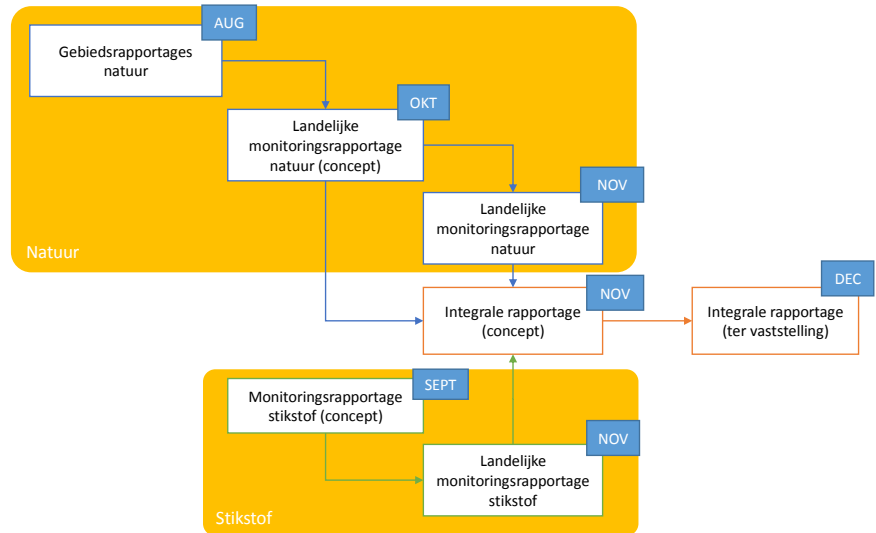 AUG
Gebiedsrapportages
natuur
OKT
Landelijke
monitoringsrapportage
natuur (concept)
NOV
Landelijke
monitoringsrapportage
natuur
Natuur
NOV
Integrale rapportage
(concept)
DEC
Integrale rapportage
(ter vaststelling)
SEPT
Monitoringsrapportage
stikstof (concept)
NOV
Landelijke
monitoringsrapportage
stikstof
Stikstof